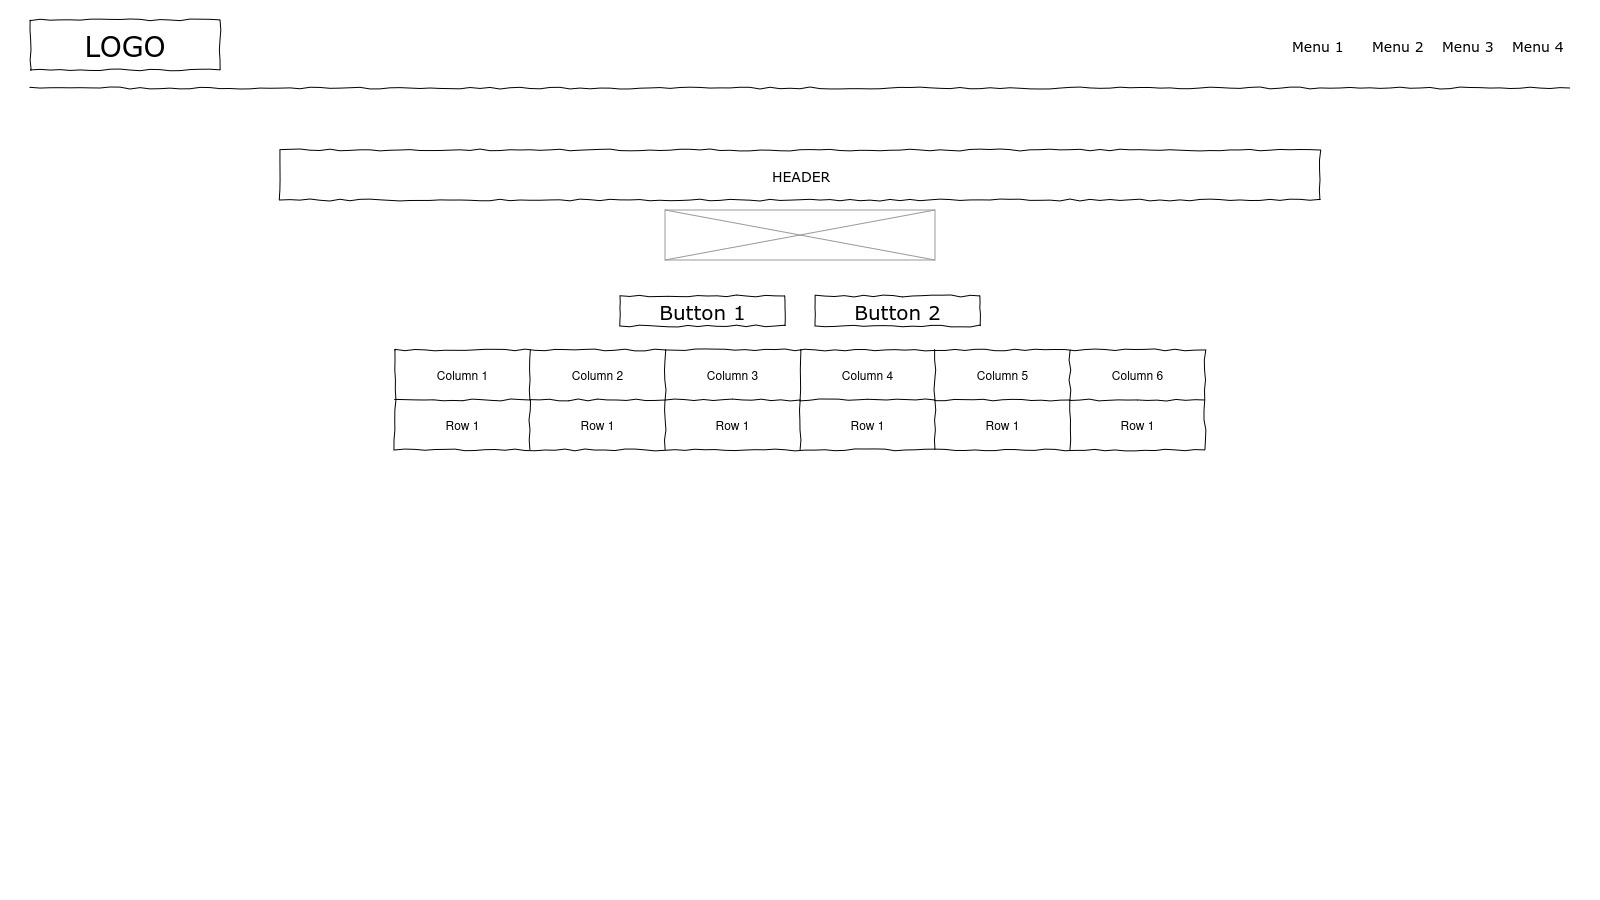 LOGO
Menu 1 Menu 2 Menu 3 Menu 4
HEADER
Button 1 Button 2
Column 1 Column 2 Column 3 Column 4 Column 5 Column 6
Row 1 Row 1 Row 1 Row 1 Row 1 Row 1